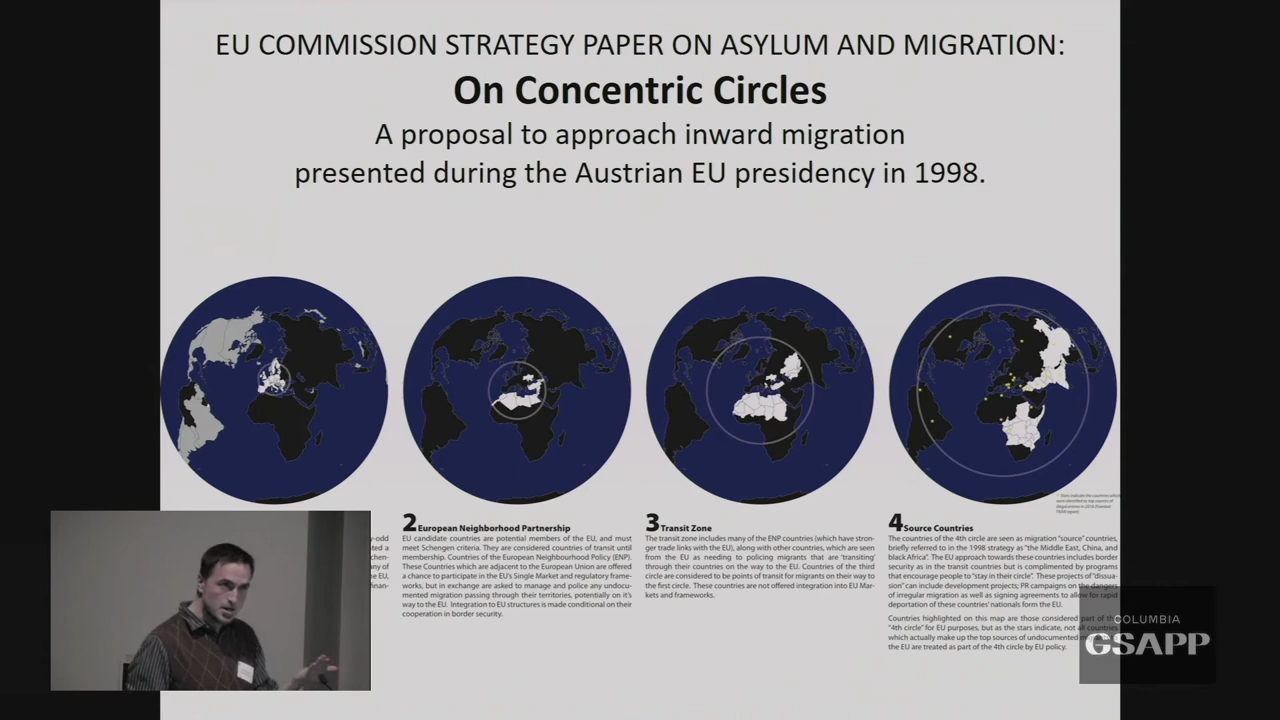 EU COMMISSION STRATEGY PAPER ON ASYLUM AND MIGRATION:
On Concentric Circles
A proposal to approach inward migration
presented during the Austrian EU presidency in 1998.
2 European Neighborhood Partnership
EU candidate countries are potential members of the EU, and must
meet Schengen criteria. They are considered countries of transit until
membership. Countries of the European Neighbourhood Policy (ENP).
These Countries which are adjacent to the European Union are offered
a chance to participate in the EU's Single Market and regulatory frame-
works, but in exchange are asked to manage and police any undocu-
mented migration passing through their territories, potentially on it's
way to the EU. Integration to EU structures is made conditional on their
cooperation in border security.
3 Transit Zone
The transit zone includes many of the ENP countries (which have stron-
ger trade links with the EU), along with other countries, which are seen
from the EU as needing to policing migrants that are 'transiting'
through their countries on the way to the EU. Countries of the third
circle are considered to be points of transit for migrants on their way to
the first circle. These countries are not offered integration into EU Mar-
kets and frameworks.
4 Source Countries
The countries of the 4th circle are seen as migration "source" countries,
briefly referred to in the 1998 strategy as "the Middle East, China, and
black Africa". The EU approach towards these countries includes border
security as in the transit countries but is complimented by programs
that encourage people to "stay in their circle". These projects of "dissua-
sion" can include development projects; PR campaigns on the dangers
of irregular migration as well as signing agreements to allow for rapid
deportation of these countries' nationals form the EU.
Countries highlighted on this map are those considered part of the
"4th circle" for EU purposes, but as the stars indicate, not all countries
which actually make up the top sources of undocumented
the EU are treated as part of the 4th circle by EU policy.
COLUMBIA
GSAPP